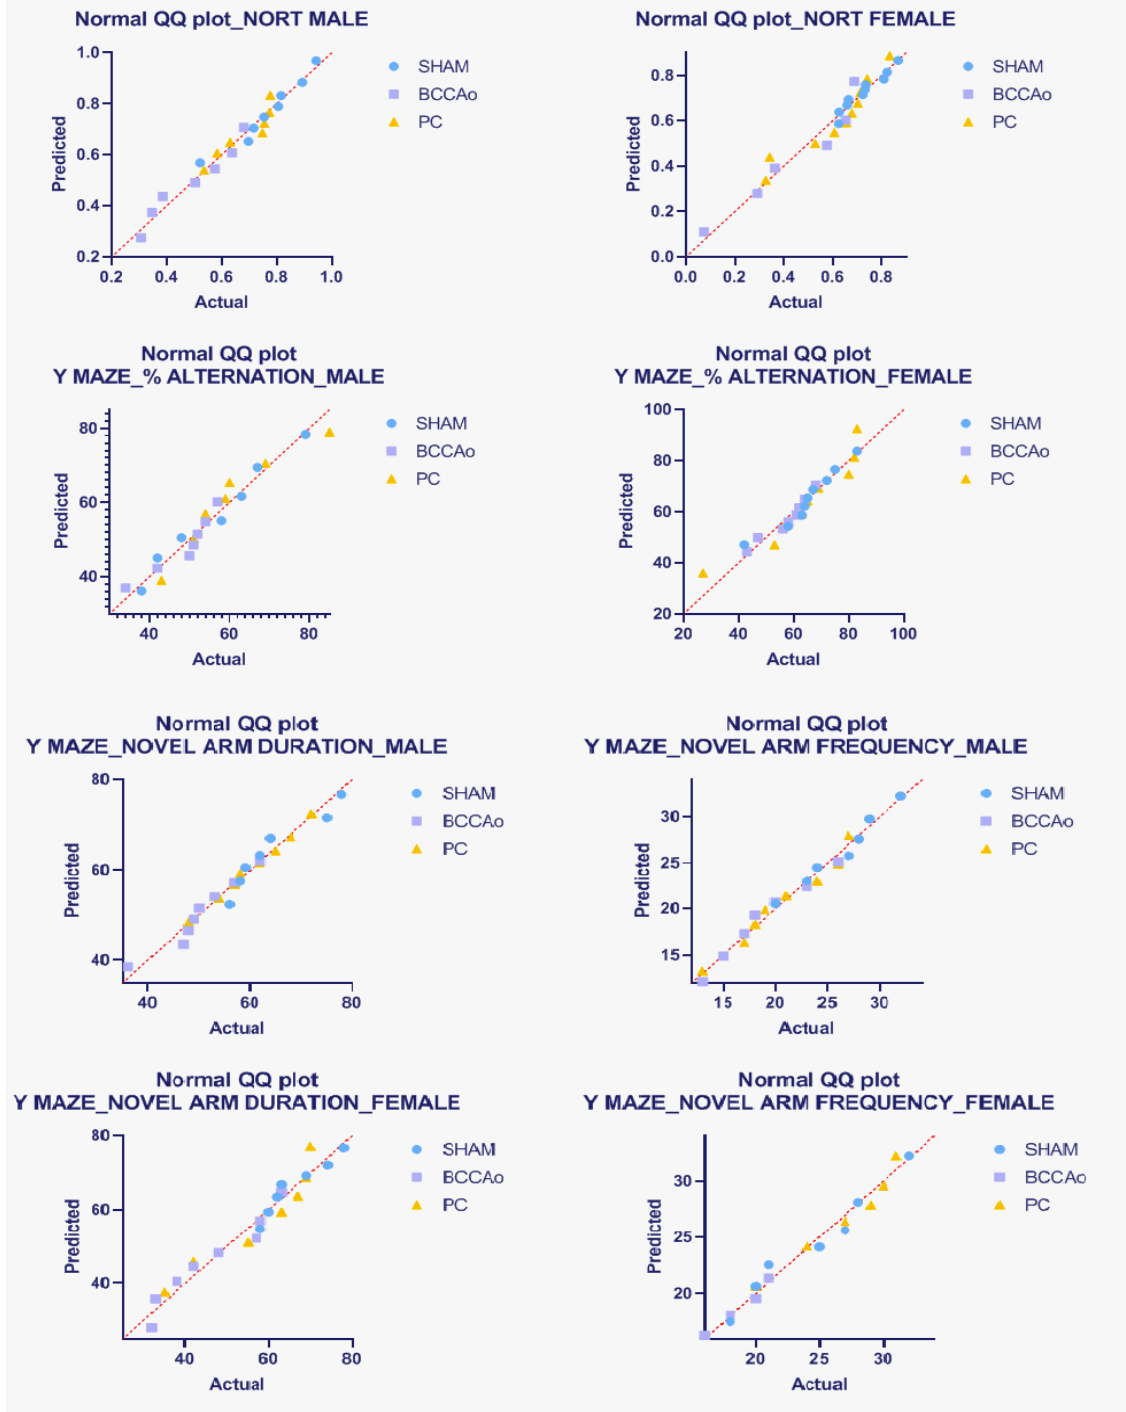 Normal QQ plot_NORT MALE
1.0
0.8
0.6
0.4
0.2
0.2 0.4 0.6 0.8 1.0
Predicted
Actual
SHAM
BCCAo
PC
Normal QQ plot_NORT FEMALE
0.8
0.6
0.4
0.2
0.0
0.0 0.2 0.4 0.6 0.8
Predicted
Actual
SHAM
BCCAo
PC
Normal QQ plot
Y MAZE_% ALTERNATION_MALE
80
60
40
40 60 80
Predicted
Actual
SHAM
BCCAo
PC
Normal QQ plot
Y MAZE_% ALTERNATION_FEMALE
100
80
60
40
20
20 40 60 80 100
Predicted
Actual
SHAM
BCCAo
PC
Normal QQ plot
Y MAZE_NOVEL ARM DURATION_MALE
80
60
40
40 60 80
Predicted
Actual
SHAM
BCCAo
PC
Normal QQ plot
Y MAZE_NOVEL ARM FREQUENCY_MALE
30
25
20
15
15 20 25 30
Predicted
Actual
SHAM
BCCAo
PC
Normal QQ plot
Y MAZE_NOVEL ARM DURATION_FEMALE
80
60
40
40 60 80
Predicted
Actual
SHAM
BCCAo
PC
Normal QQ plot
Y MAZE_NOVEL ARM FREQUENCY_FEMALE
30
25
20
20 25 30
Predicted
Actual
SHAM
BCCAo
PC